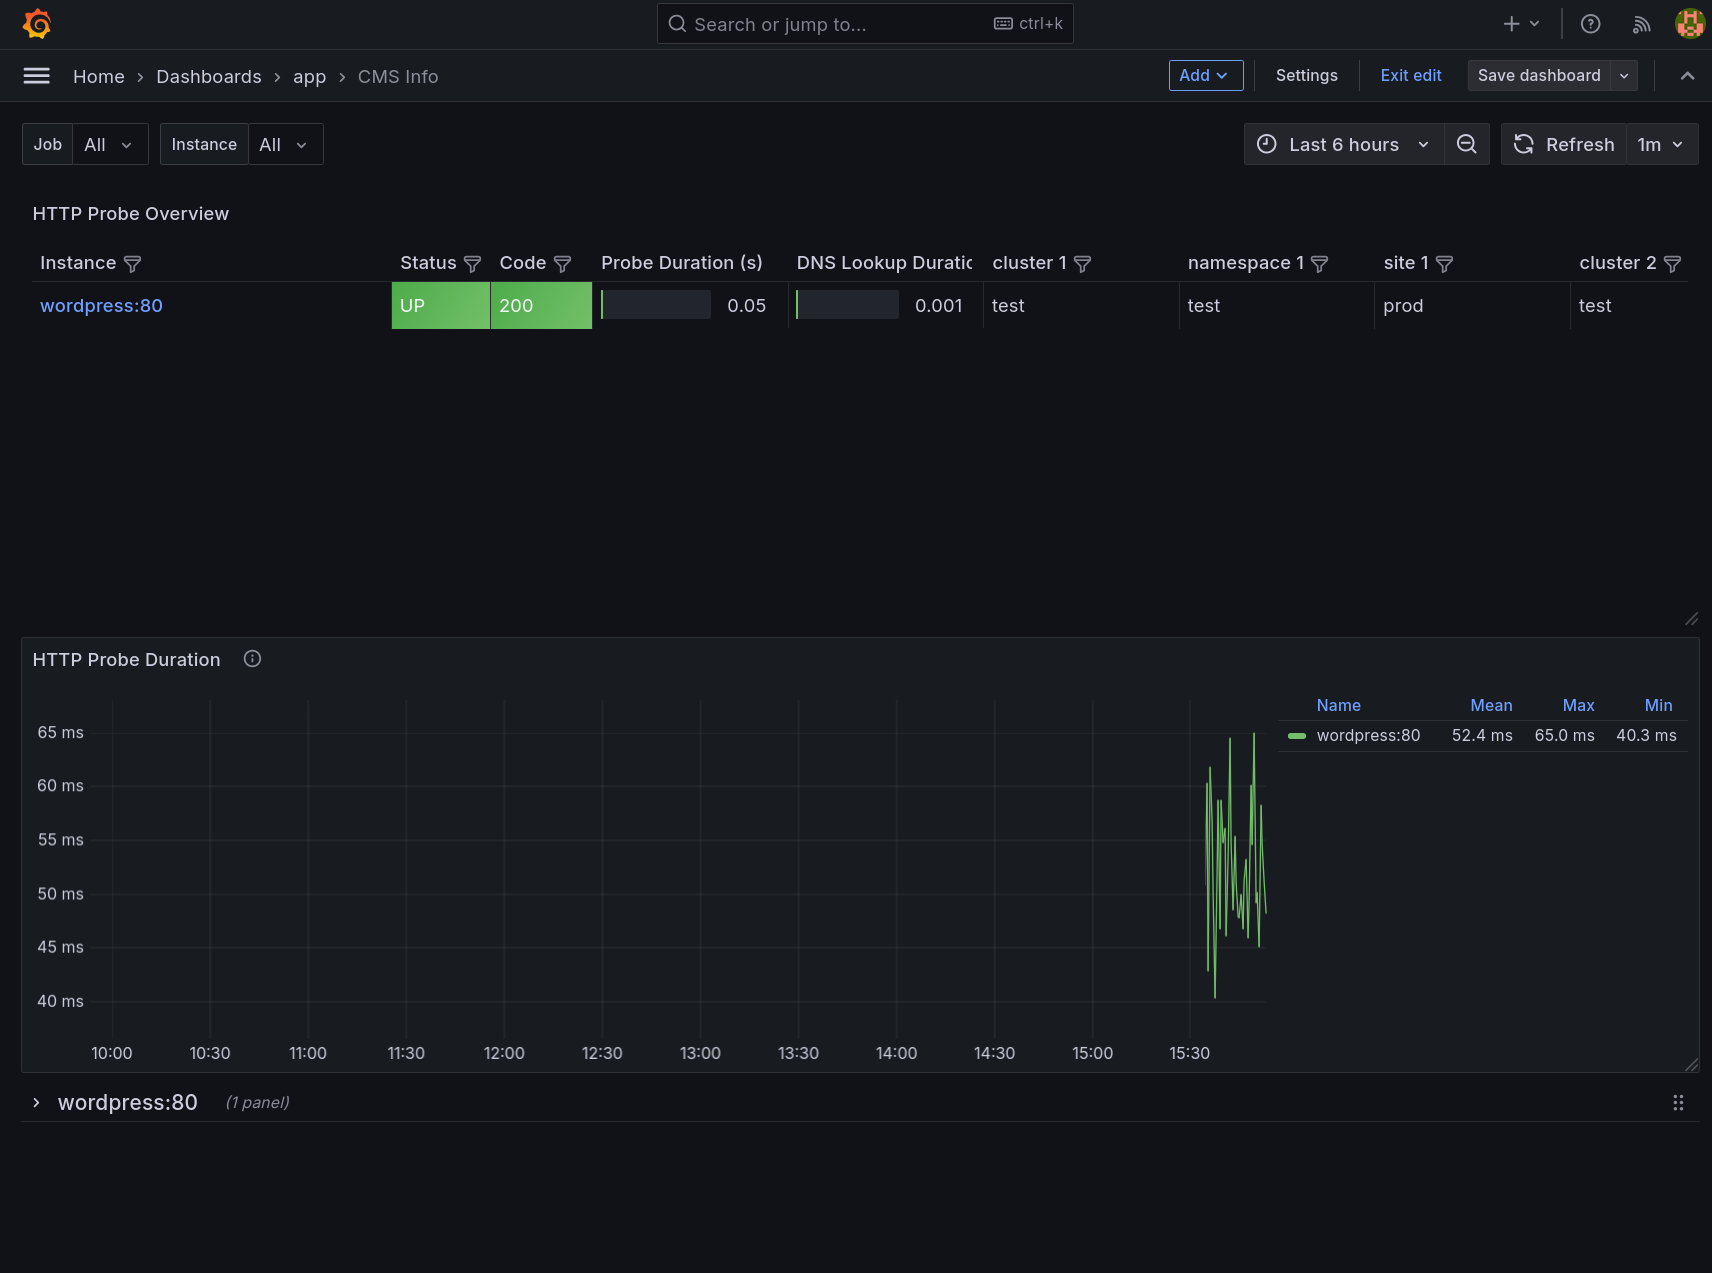 Search or jump to... ctrl+k
Home › Dashboards › app › CMS Info Add Settings Exit edit Save dashboard
Job All Instance All Last 6 hours Refresh 1m
HTTP Probe Overview
Instance Status Code Probe Duration (s) DNS Lookup Duratic cluster 1 namespace 1 site 1 cluster 2
wordpress:80 UP 200 0.05 0.001 test test prod test
HTTP Probe Duration
Name Mean Max Min
wordpress:80 52.4 ms 65.0 ms 40.3 ms
65 ms
60 ms
55 ms
50 ms
45 ms
40 ms
10:00 10:30 11:00 11:30 12:00 12:30 13:00 13:30 14:00 14:30 15:00 15:30
wordpress:80 (1 panel)